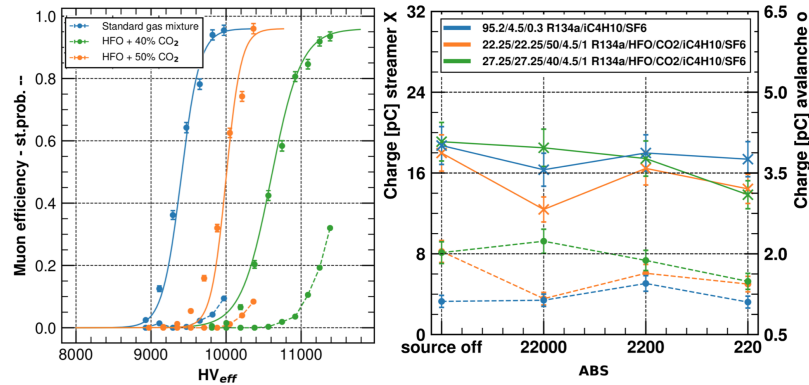 Standard gas mixture
HFO + 40% CO₂
HFO + 50% CO₂
1.0
0.8
0.6
0.4
0.2
0.0
Muon efficiency - st.prob. --
8000 9000 10000 11000
HVeff
95.2/4.5/0.3 R134a/iC4H10/SF6
22.25/22.25/50/4.5/1 R134a/HFO/CO2/iC4H10/SF6
27.25/27.25/40/4.5/1 R134a/HFO/CO2/iC4H10/SF6
40
32
24
16
8
0
Charge [pC] streamer X
6.5
5.0
3.5
2.0
0.5
Charge [pC] avalanche o
source off 22000 2200 220
ABS